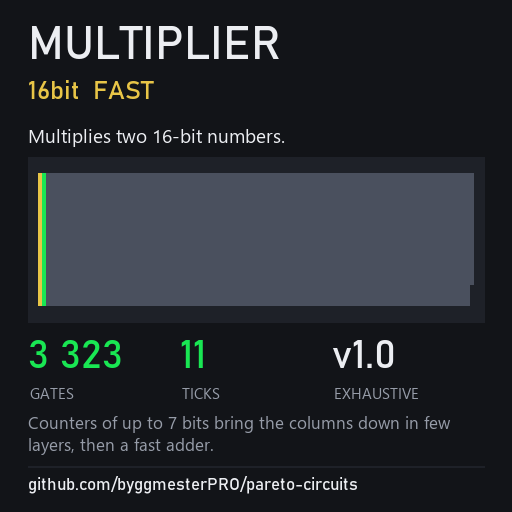 MULTIPLIER
16bit FAST
Multiplies two 16-bit numbers.
3 323 11 v1.0
GATES TICKS EXHAUSTIVE
Counters of up to 7 bits bring the columns down in few
layers, then a fast adder.
github.com/byggmesterPRO/pareto-circuits